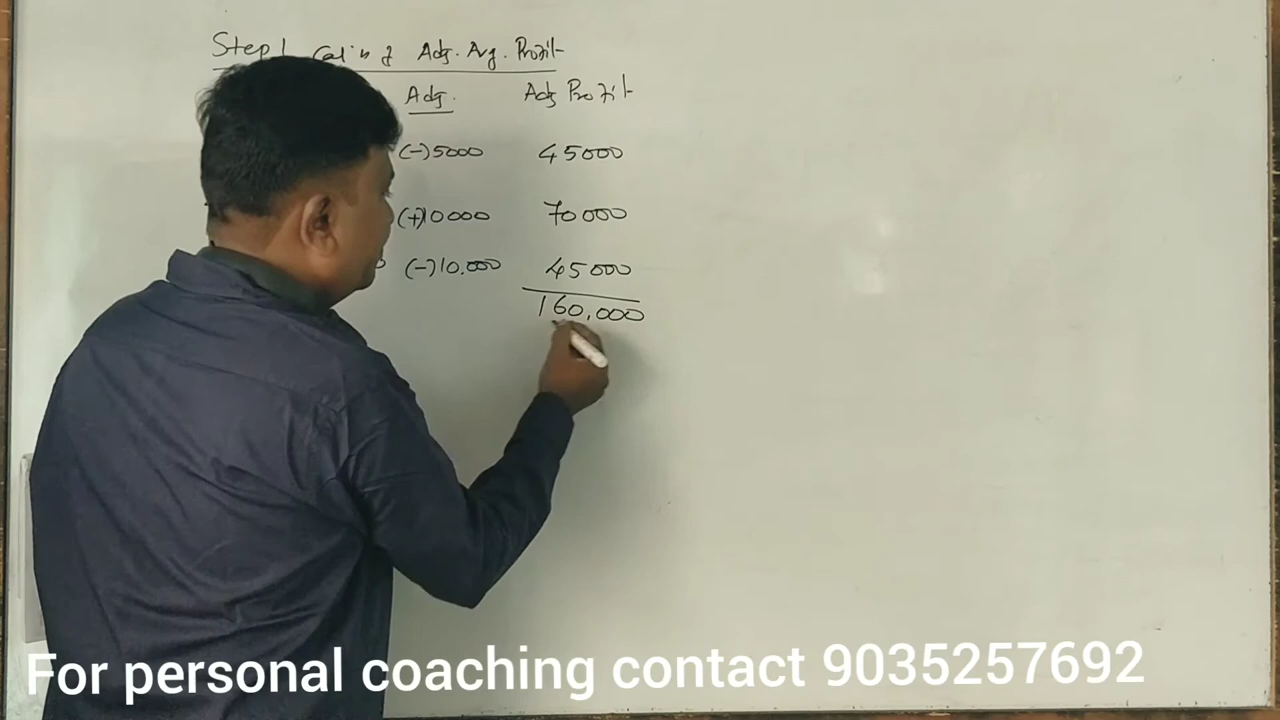 Step 1 Cal'n of Adj. Avg. Profit
Adj. Adj Profit
(-) 5000 45000
(+) 10000 70000
(-) 10,000 45000
160,000
For personal coaching contact 9035257692